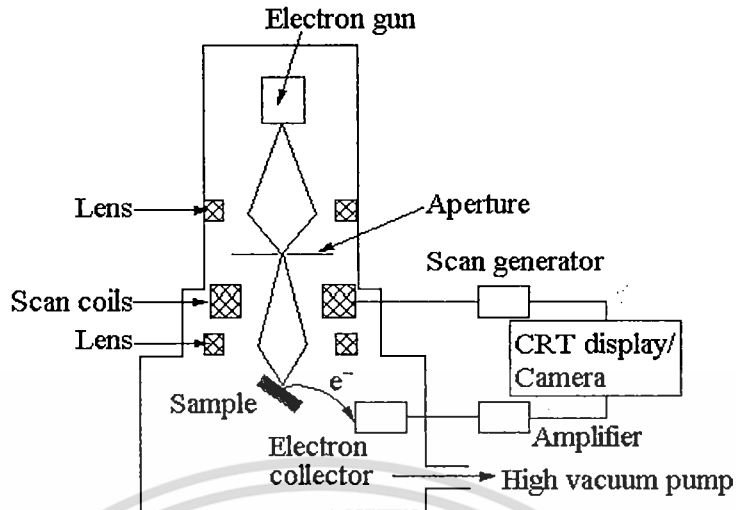 Electron gun
Lens
Aperture
Scan generator
Scan coils
Lens
CRT display/
Camera
e⁻
Sample
Amplifier
Electron
collector
High vacuum pump